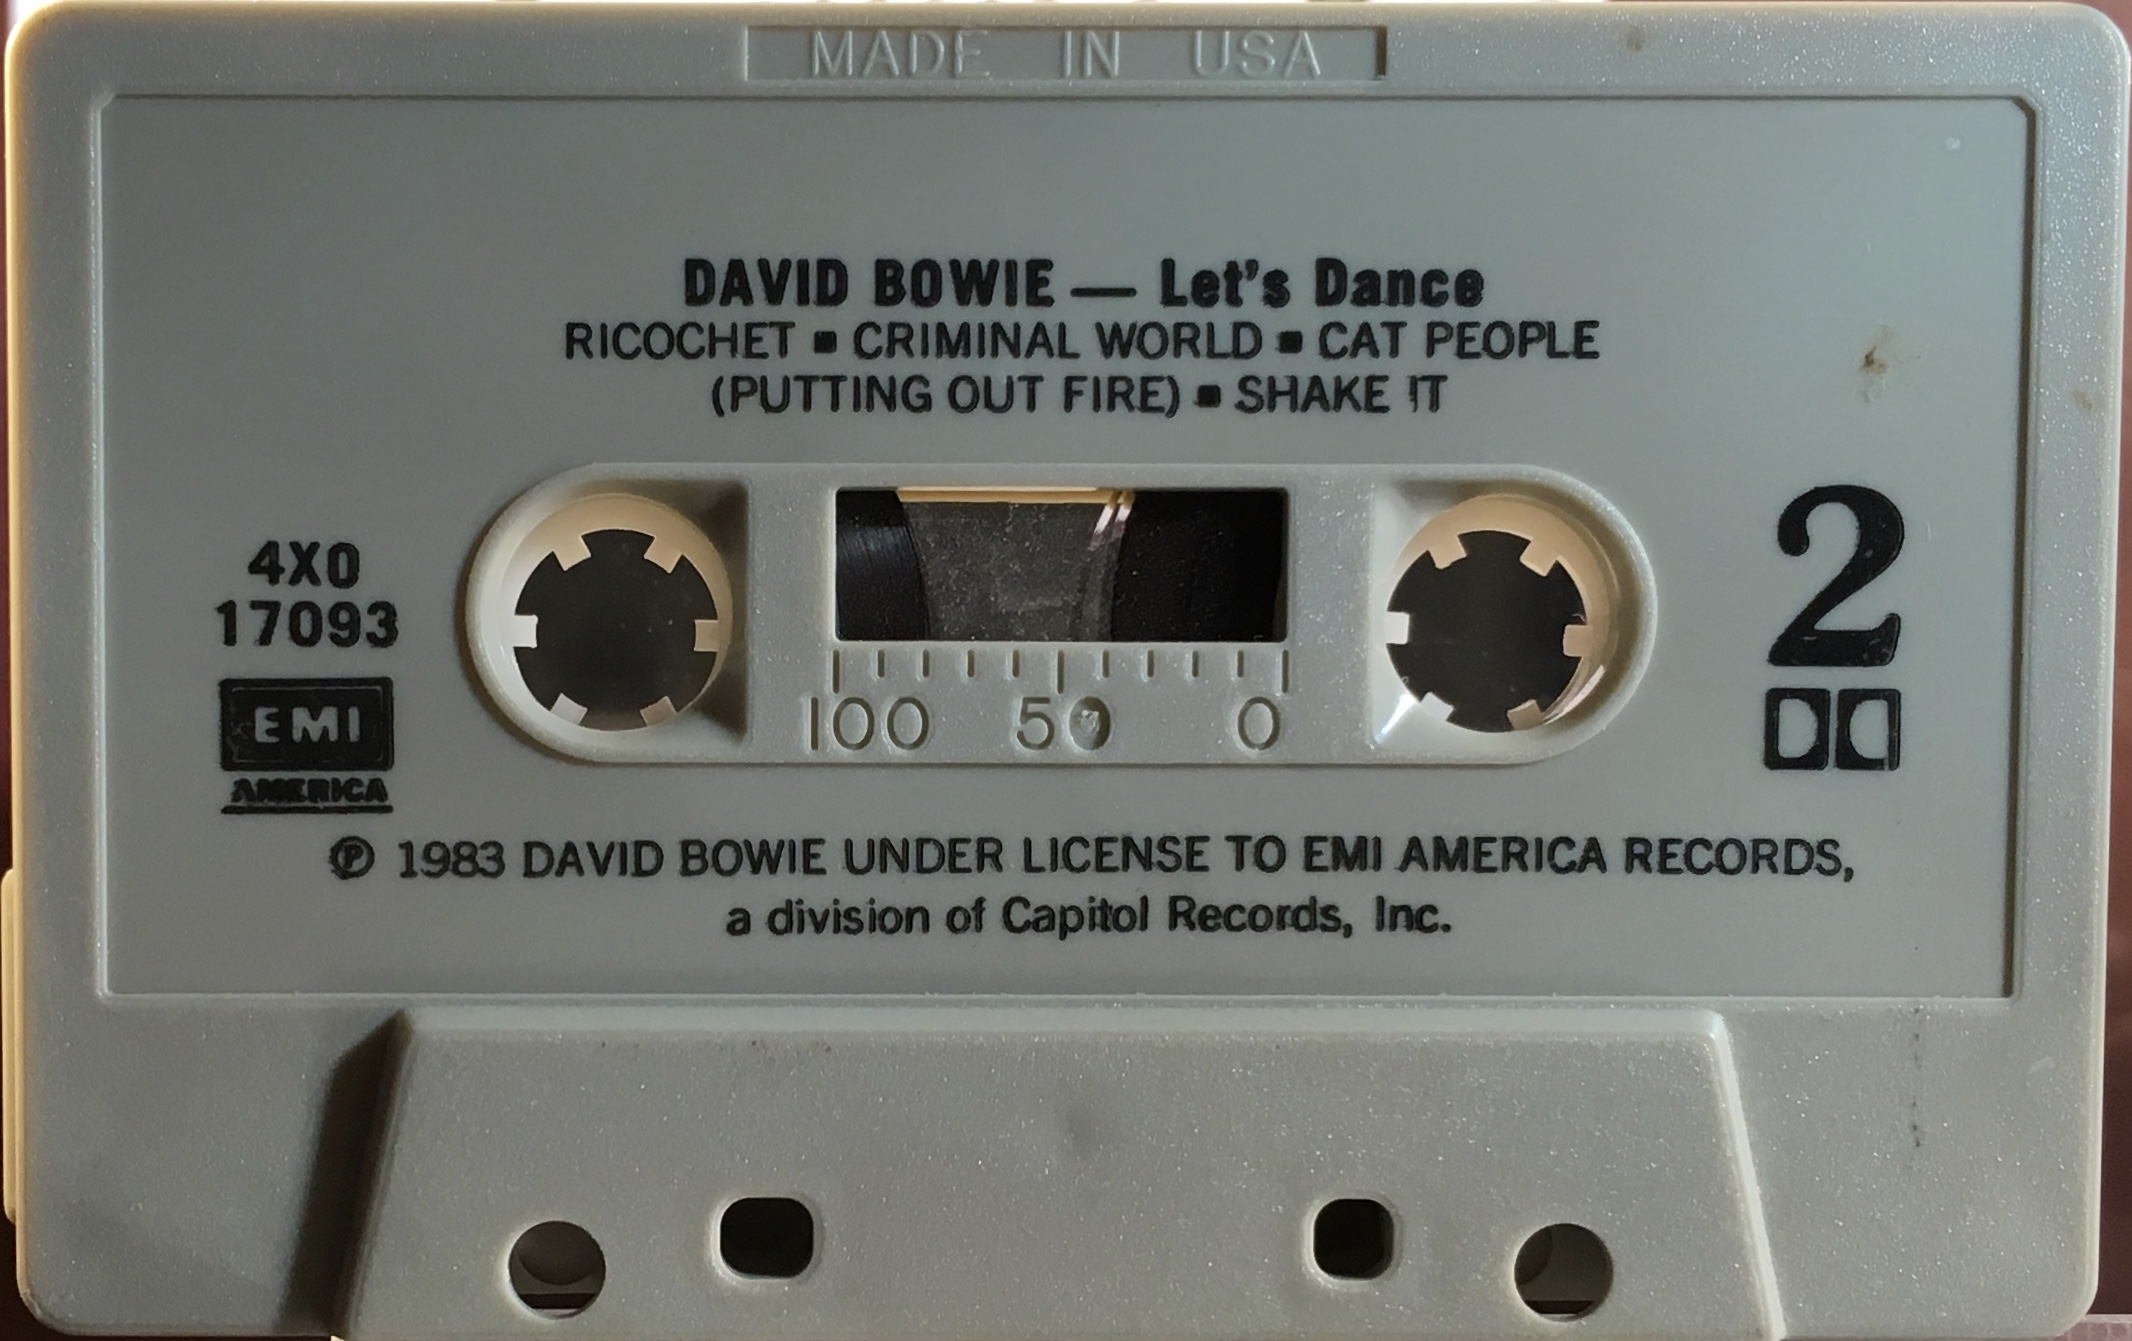 MADE IN USA
DAVID BOWIE — Let's Dance
RICOCHET ▪ CRIMINAL WORLD ▪ CAT PEOPLE
(PUTTING OUT FIRE) ▪ SHAKE IT
4X0
17093
EMI
AMERICA
100 50 0
2
℗ 1983 DAVID BOWIE UNDER LICENSE TO EMI AMERICA RECORDS,
a division of Capitol Records, Inc.